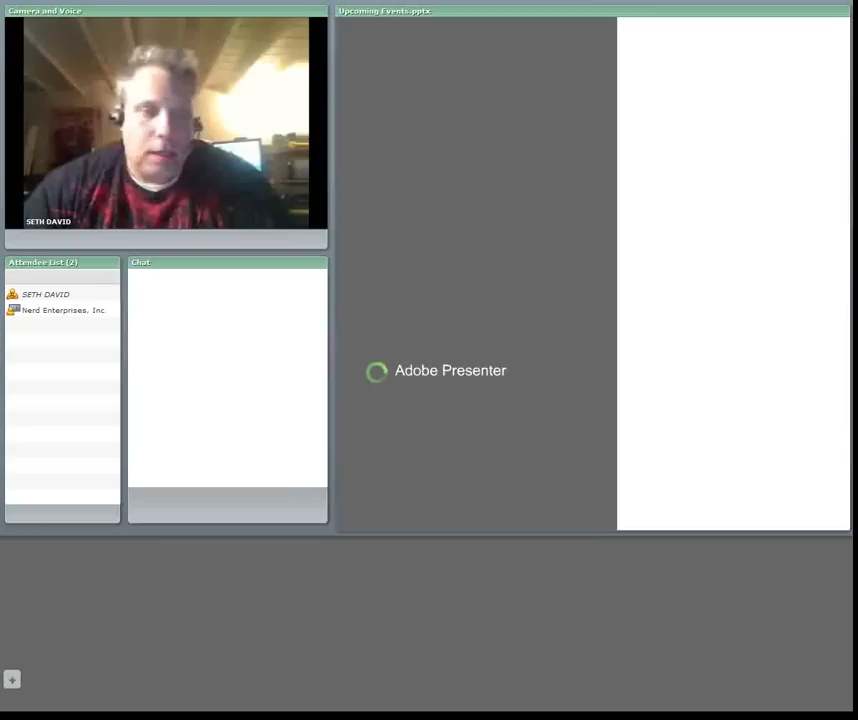 Camera and Voice
Upcoming Events.pptx
SETH DAVID
Attendee List (2)
Chat
SETH DAVID
Nerd Enterprises, Inc
Adobe Presenter